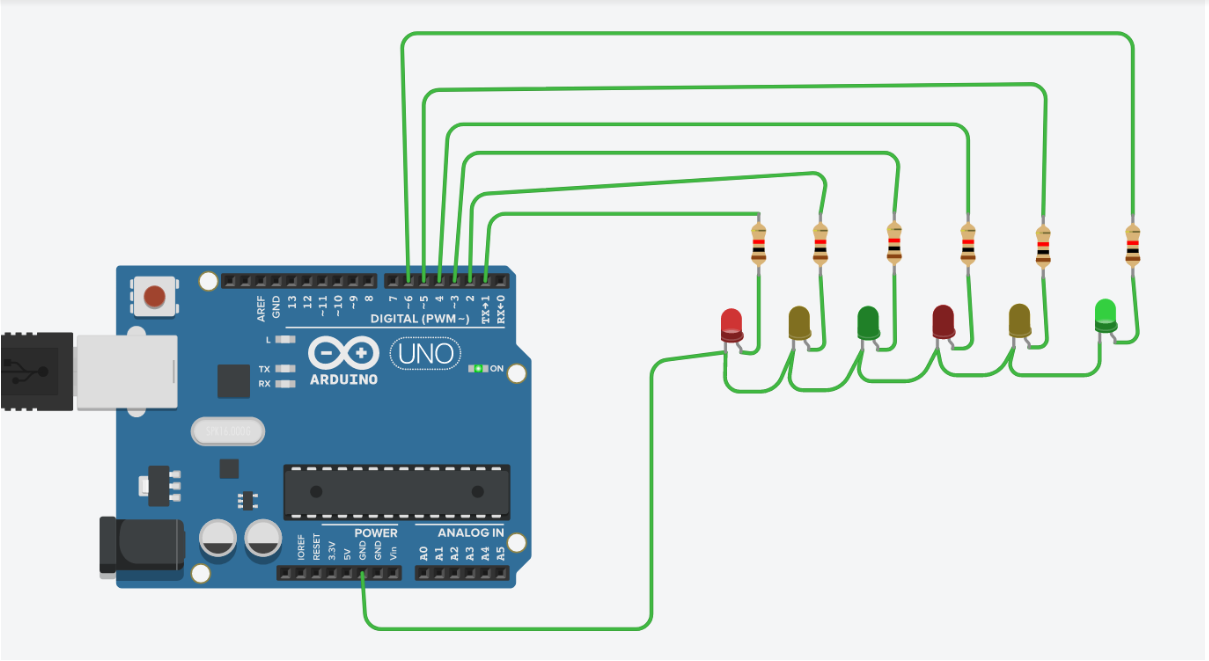 AREF
GND
13
12
~11
~10
~9
8
7
~6
~5
4
~3
2
TX→1
RX←0
DIGITAL (PWM~)
L
TX
RX
UNO
ARDUINO
ON
POWER
ANALOG IN
IOREF
RESET
3.3V
5V
GND
GND
Vin
A0
A1
A2
A3
A4
A5